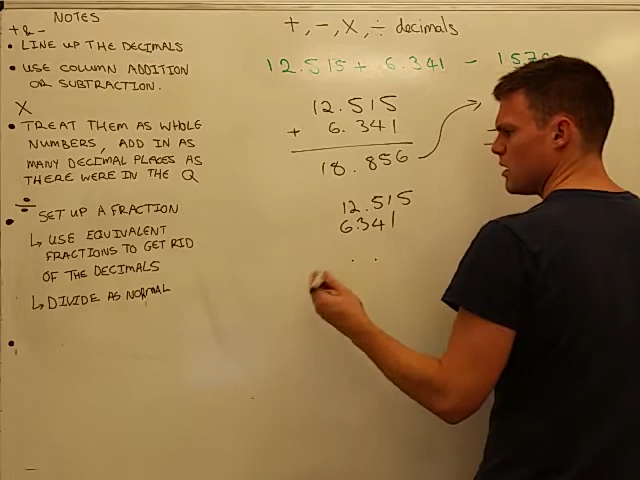 NOTES
+ & -
• LINE UP THE DECIMALS
• USE COLUMN ADDITION
OR SUBTRACTION.
X
• TREAT THEM AS WHOLE
NUMBERS, ADD IN AS
MANY DECIMAL PLACES AS
THERE WERE IN THE Q
÷
• SET UP A FRACTION
↳ USE EQUIVALENT
FRACTIONS TO GET RID
OF THE DECIMALS
↳ DIVIDE AS NORMAL
+, -, X, ÷ decimals
12.515 + 6.341 - 157
12.515
+ 6.341
18.856
12.515
6.341